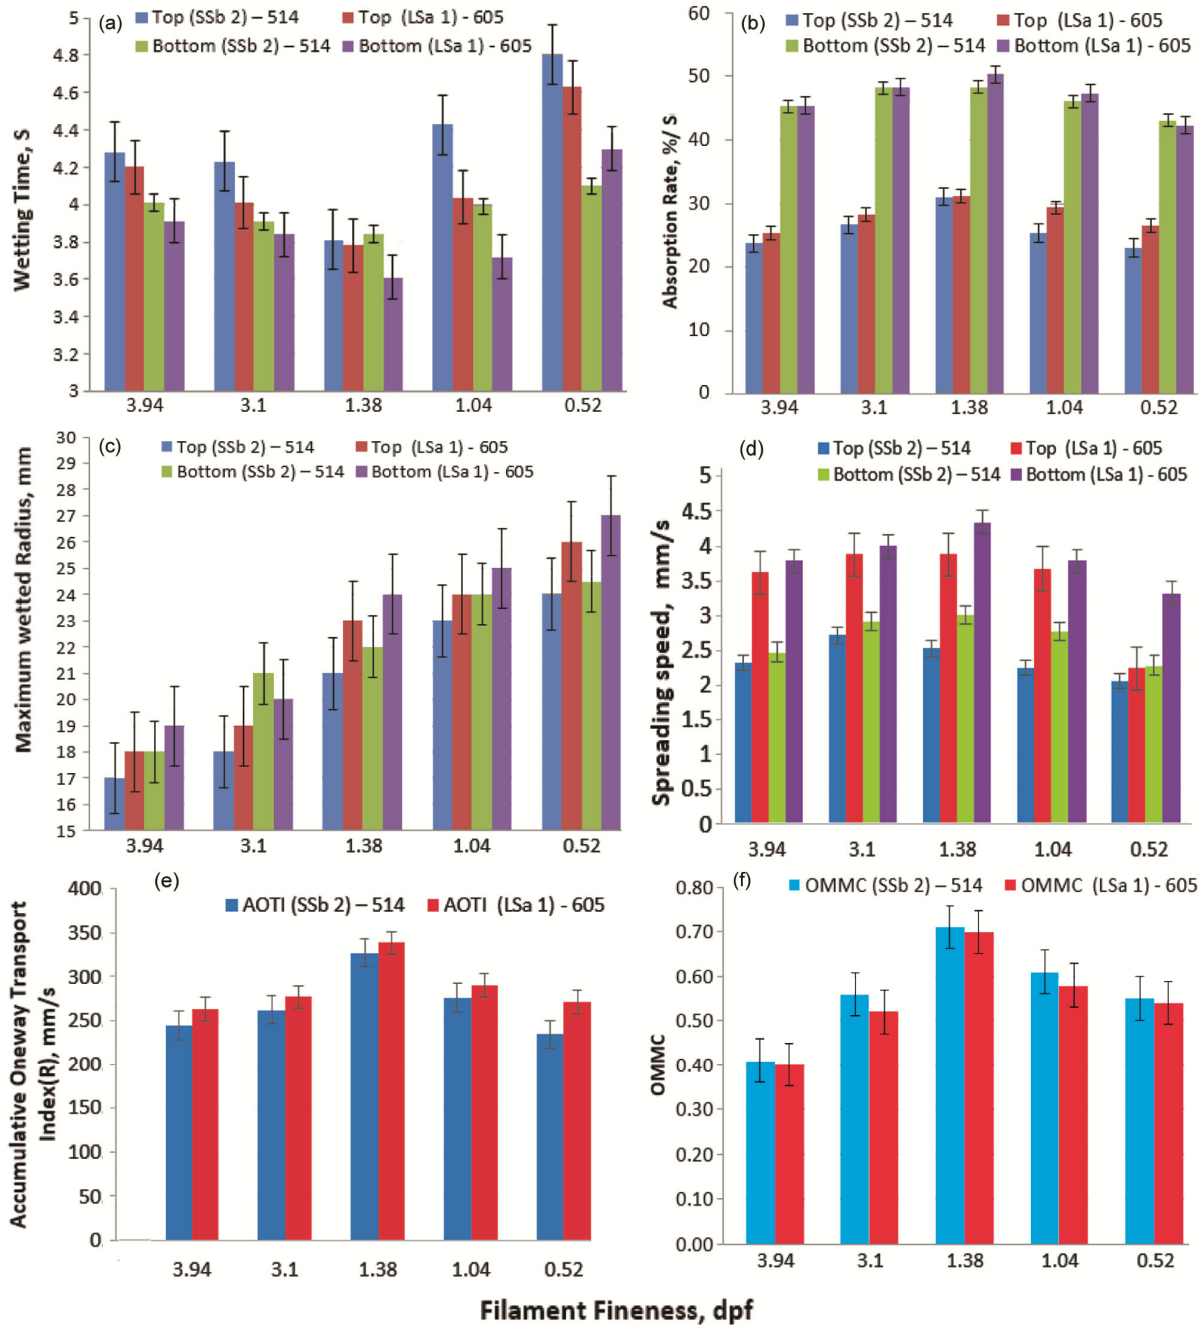 (a)
Top (SSb 2) – 514
Top (LSa 1) - 605
Bottom (SSb 2) – 514
Bottom (LSa 1) - 605
Wetting Time, S
5
4.8
4.6
4.4
4.2
4
3.8
3.6
3.4
3.2
3
3.94
3.1
1.38
1.04
0.52
(b)
Top (SSb 2) – 514
Top (LSa 1) - 605
Bottom (SSb 2) – 514
Bottom (LSa 1) - 605
Absorption Rate, %/ S
60
50
40
30
20
10
0
3.94
3.1
1.38
1.04
0.52
(c)
Top (SSb 2) – 514
Top (LSa 1) - 605
Bottom (SSb 2) – 514
Bottom (LSa 1) - 605
Maximum wetted Radius, mm
30
29
28
27
26
25
24
23
22
21
20
19
18
17
16
15
3.94
3.1
1.38
1.04
0.52
(d)
Top (SSb 2) – 514
Top (LSa 1) - 605
Bottom (SSb 2) – 514
Bottom (LSa 1) - 605
Spreading speed, mm/s
5
4.5
4
3.5
3
2.5
2
1.5
1
0.5
0
3.94
3.1
1.38
1.04
0.52
(e)
AOTI (SSb 2) – 514
AOTI (LSa 1) - 605
Accumulative Oneway Transport
Index(R), mm/s
400
350
300
250
200
150
100
50
0
3.94
3.1
1.38
1.04
0.52
(f)
OMMC (SSb 2) – 514
OMMC (LSa 1) - 605
OMMC
0.80
0.70
0.60
0.50
0.40
0.30
0.20
0.10
0.00
3.94
3.1
1.38
1.04
0.52
Filament Fineness, dpf